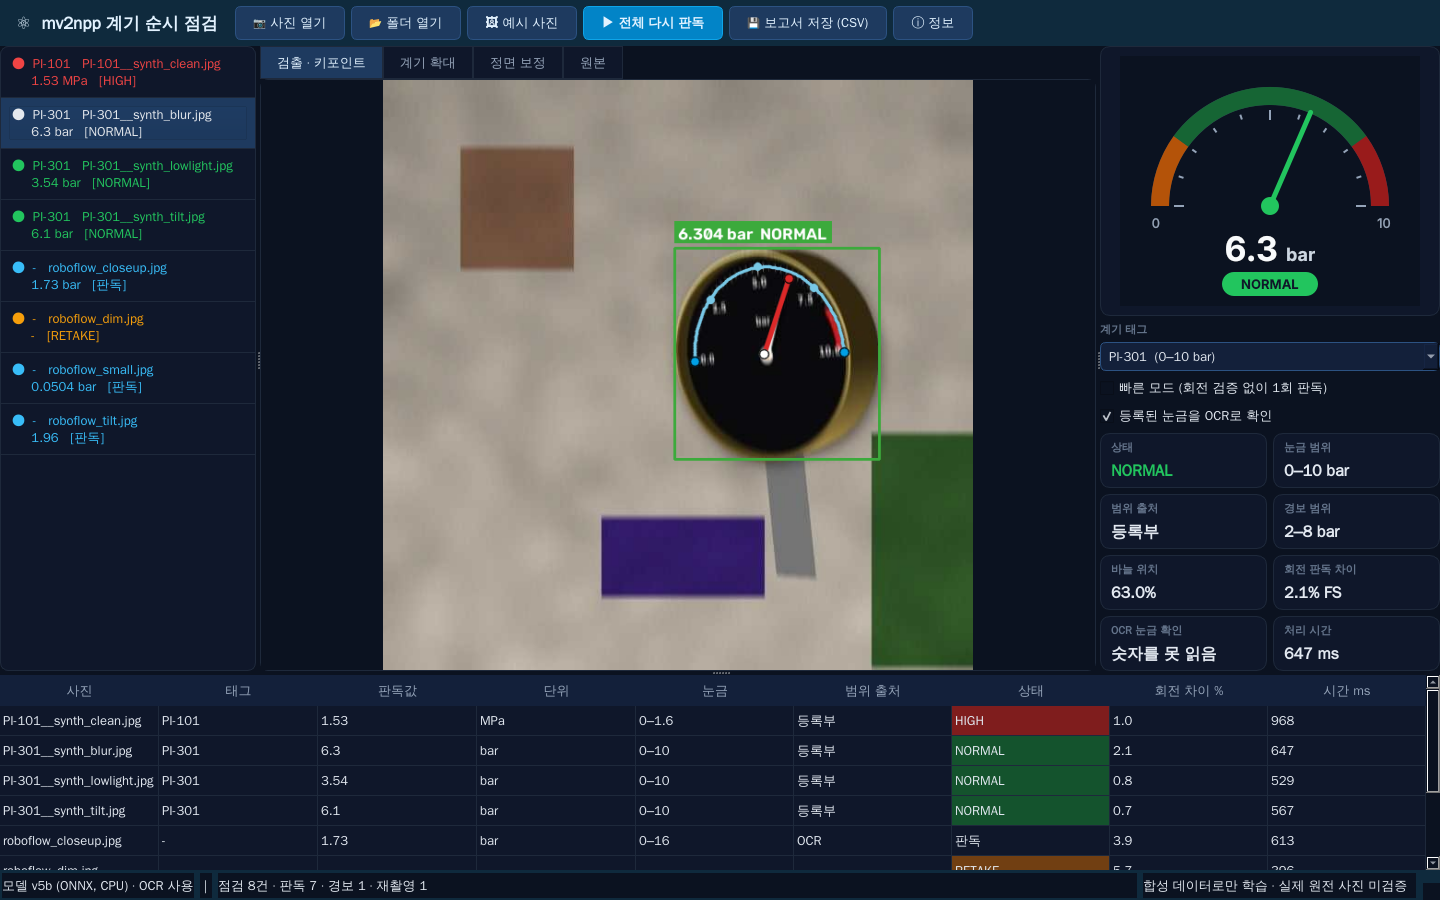 mv2npp 계기 순시 점검
사진 열기
폴더 열기
예시 사진
▶ 전체 다시 판독
보고서 저장 (CSV)
ⓘ 정보
PI-101 PI-101__synth_clean.jpg
1.53 MPa [HIGH]
PI-301 PI-301__synth_blur.jpg
6.3 bar [NORMAL]
PI-301 PI-301__synth_lowlight.jpg
3.54 bar [NORMAL]
PI-301 PI-301__synth_tilt.jpg
6.1 bar [NORMAL]
- roboflow_closeup.jpg
1.73 bar [판독]
- roboflow_dim.jpg
- [RETAKE]
- roboflow_small.jpg
0.0504 bar [판독]
- roboflow_tilt.jpg
1.96 [판독]
검출 · 키포인트
계기 확대
정면 보정
원본
6.304 bar NORMAL
5.0
7.5
0.0
10.0
0
10
6.3 bar
NORMAL
계기 태그
PI-301 (0–10 bar)
빠른 모드 (회전 검증 없이 1회 판독)
✓ 등록된 눈금을 OCR로 확인
상태
NORMAL
눈금 범위
0–10 bar
범위 출처
등록부
경보 범위
2–8 bar
바늘 위치
63.0%
회전 판독 차이
2.1% FS
OCR 눈금 확인
숫자를 못 읽음
처리 시간
647 ms
사진 태그 판독값 단위 눈금 범위 출처 상태 회전 차이 % 시간 ms
PI-101__synth_clean.jpg PI-101 1.53 MPa 0–1.6 등록부 HIGH 1.0 968
PI-301__synth_blur.jpg PI-301 6.3 bar 0–10 등록부 NORMAL 2.1 647
PI-301__synth_lowlight.jpg PI-301 3.54 bar 0–10 등록부 NORMAL 0.8 529
PI-301__synth_tilt.jpg PI-301 6.1 bar 0–10 등록부 NORMAL 0.7 567
roboflow_closeup.jpg - 1.73 bar 0–16 OCR 판독 3.9 613
roboflow_dim.jpg RETAKE 5.7 396
모델 v5b (ONNX, CPU) · OCR 사용 | 점검 8건 · 판독 7 · 경보 1 · 재촬영 1
합성 데이터로만 학습 · 실제 원전 사진 미검증